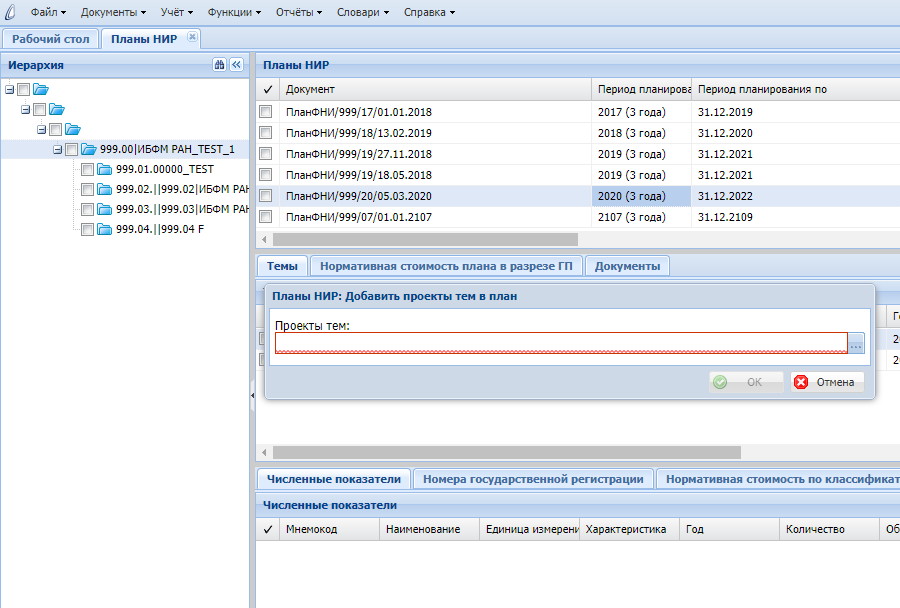 Файл Документы Учёт Функции Отчёты Словари Справка
Рабочий стол Планы НИР
Иерархия
999.00|ИБФМ РАН_TEST_1
999.01.00000_TEST
999.02.||999.02|ИБФМ РАН
999.03.||999.03|ИБФМ РАН
999.04.||999.04 F
Планы НИР
Документ Период планирова Период планирования по
ПланФНИ/999/17/01.01.2018 2017 (3 года) 31.12.2019
ПланФНИ/999/18/13.02.2019 2018 (3 года) 31.12.2020
ПланФНИ/999/19/27.11.2018 2019 (3 года) 31.12.2021
ПланФНИ/999/19/18.05.2018 2019 (3 года) 31.12.2021
ПланФНИ/999/20/05.03.2020 2020 (3 года) 31.12.2022
ПланФНИ/999/07/01.01.2107 2107 (3 года) 31.12.2109
Темы Нормативная стоимость плана в разрезе ГП Документы
Планы НИР: Добавить проекты тем в план
Проекты тем:
...
ОК Отмена
Численные показатели Номера государственной регистрации Нормативная стоимость по классификат
Численные показатели
Мнемокод Наименование Единица измерени Характеристика Год Количество Об